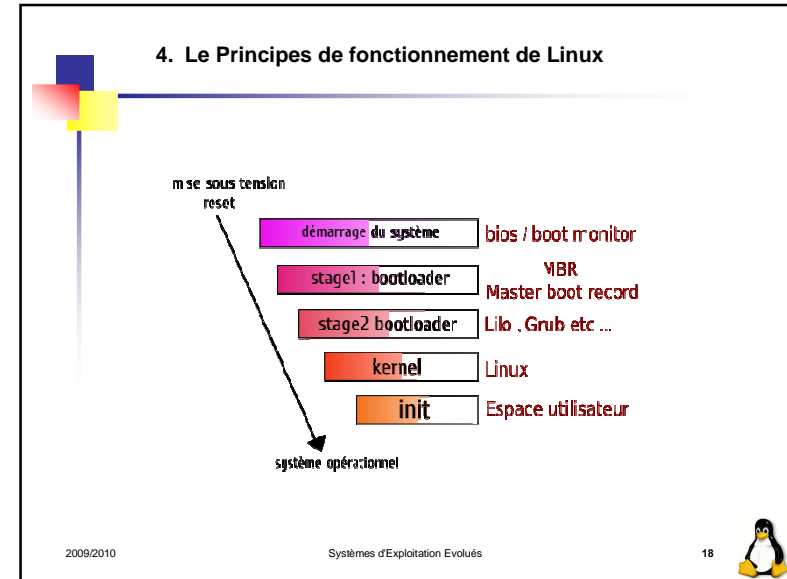 4. Le Principes de fonctionnement de Linux
mise sous tension
reset
démarrage du système
bios / boot monitor
stage1 : bootloader
MBR
Master boot record
stage2 bootloader
Lilo , Grub etc ...
kernel
Linux
init
Espace utilisateur
système opérationnel
2009/2010
Systèmes d'Exploitation Evolués
18